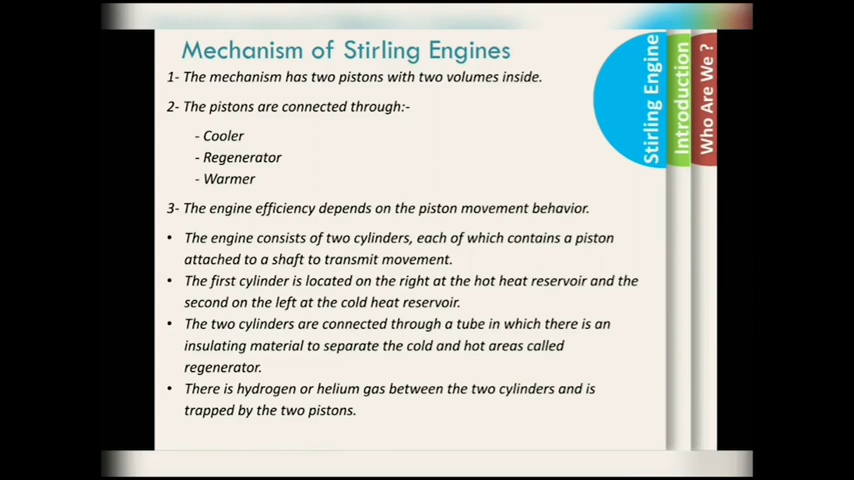 Mechanism of Stirling Engines
1- The mechanism has two pistons with two volumes inside.
2- The pistons are connected through:-
- Cooler
- Regenerator
- Warmer
3- The engine efficiency depends on the piston movement behavior.
• The engine consists of two cylinders, each of which contains a piston
attached to a shaft to transmit movement.
• The first cylinder is located on the right at the hot heat reservoir and the
second on the left at the cold heat reservoir.
• The two cylinders are connected through a tube in which there is an
insulating material to separate the cold and hot areas called
regenerator.
• There is hydrogen or helium gas between the two cylinders and is
trapped by the two pistons.
Stirling Engine
Introduction
Who Are We ?